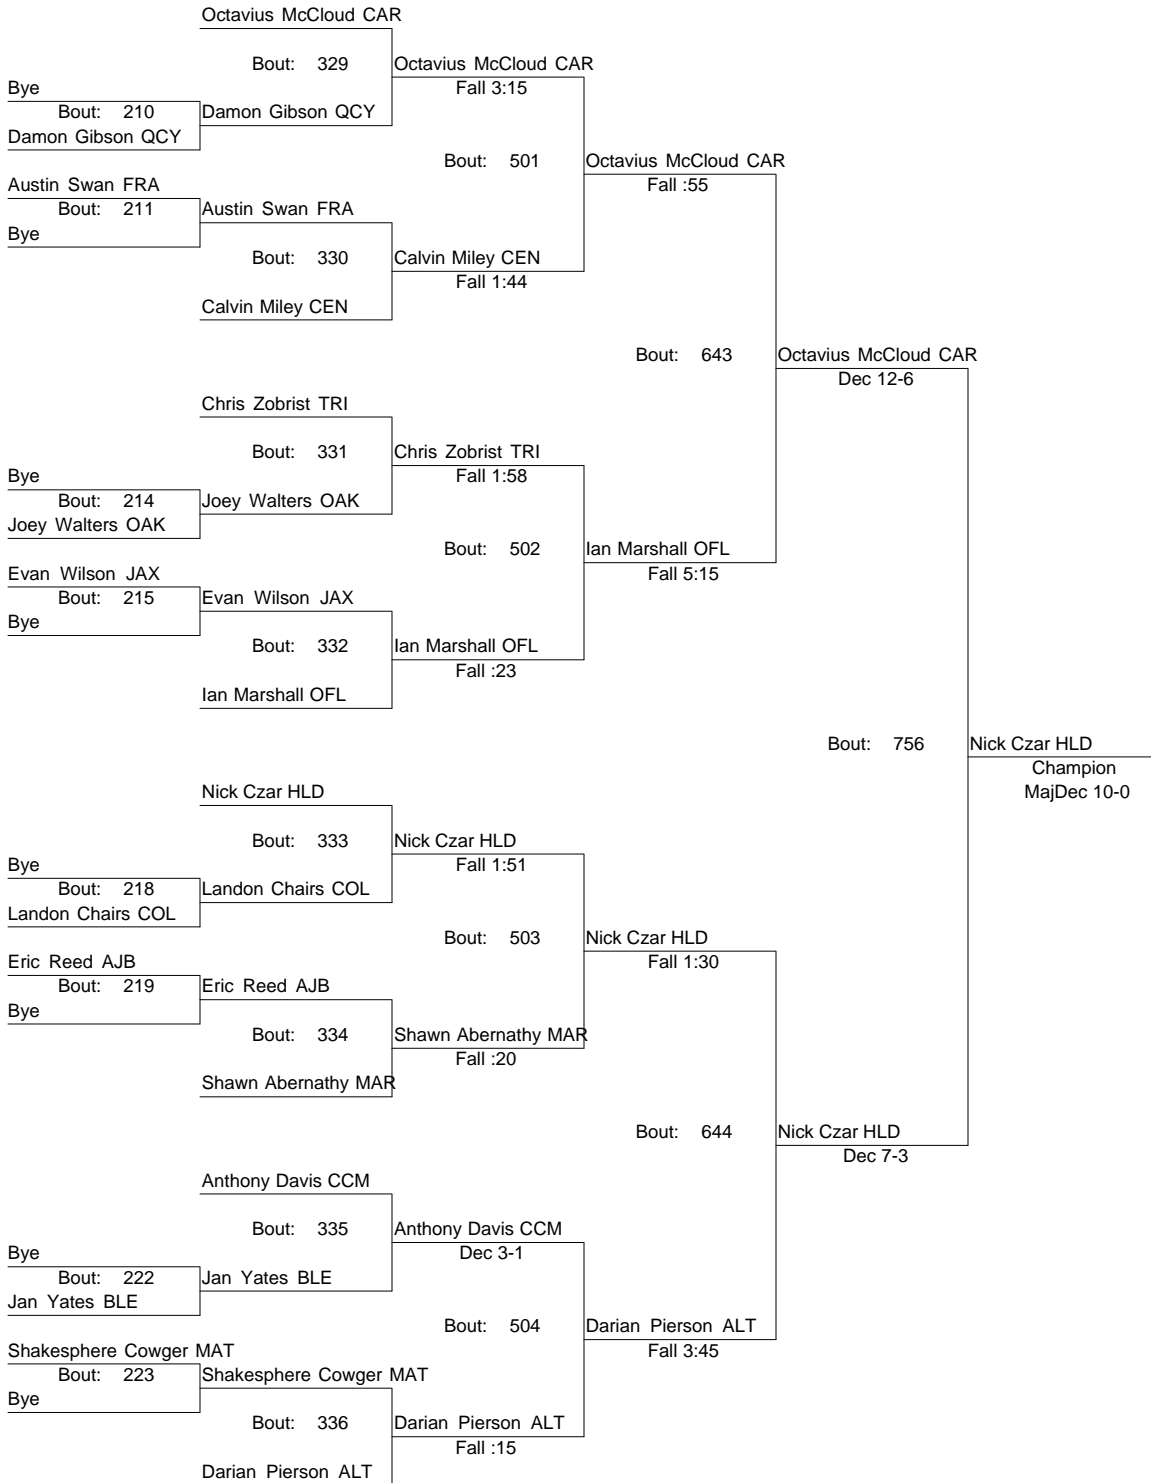 Octavius McCloud CAR
Bout: 329 Octavius McCloud CAR
Bye Fall 3:15
Bout: 210 Damon Gibson QCY
Damon Gibson QCY
Bout: 501 Octavius McCloud CAR
Austin Swan FRA Fall :55
Bout: 211 Austin Swan FRA
Bye
Bout: 330 Calvin Miley CEN
Fall 1:44
Calvin Miley CEN
Bout: 643 Octavius McCloud CAR
Dec 12-6
Chris Zobrist TRI
Bout: 331 Chris Zobrist TRI
Bye Fall 1:58
Bout: 214 Joey Walters OAK
Joey Walters OAK
Bout: 502 Ian Marshall OFL
Evan Wilson JAX Fall 5:15
Bout: 215 Evan Wilson JAX
Bye
Bout: 332 Ian Marshall OFL
Fall :23
Ian Marshall OFL
Bout: 756 Nick Czar HLD
Champion
Nick Czar HLD MajDec 10-0
Bout: 333 Nick Czar HLD
Bye Fall 1:51
Bout: 218 Landon Chairs COL
Landon Chairs COL
Bout: 503 Nick Czar HLD
Eric Reed AJB Fall 1:30
Bout: 219 Eric Reed AJB
Bye
Bout: 334 Shawn Abernathy MAR
Fall :20
Shawn Abernathy MAR
Bout: 644 Nick Czar HLD
Dec 7-3
Anthony Davis CCM
Bout: 335 Anthony Davis CCM
Bye Dec 3-1
Bout: 222 Jan Yates BLE
Jan Yates BLE
Bout: 504 Darian Pierson ALT
Shakesphere Cowger MAT Fall 3:45
Bout: 223 Shakesphere Cowger MAT
Bye
Bout: 336 Darian Pierson ALT
Fall :15
Darian Pierson ALT